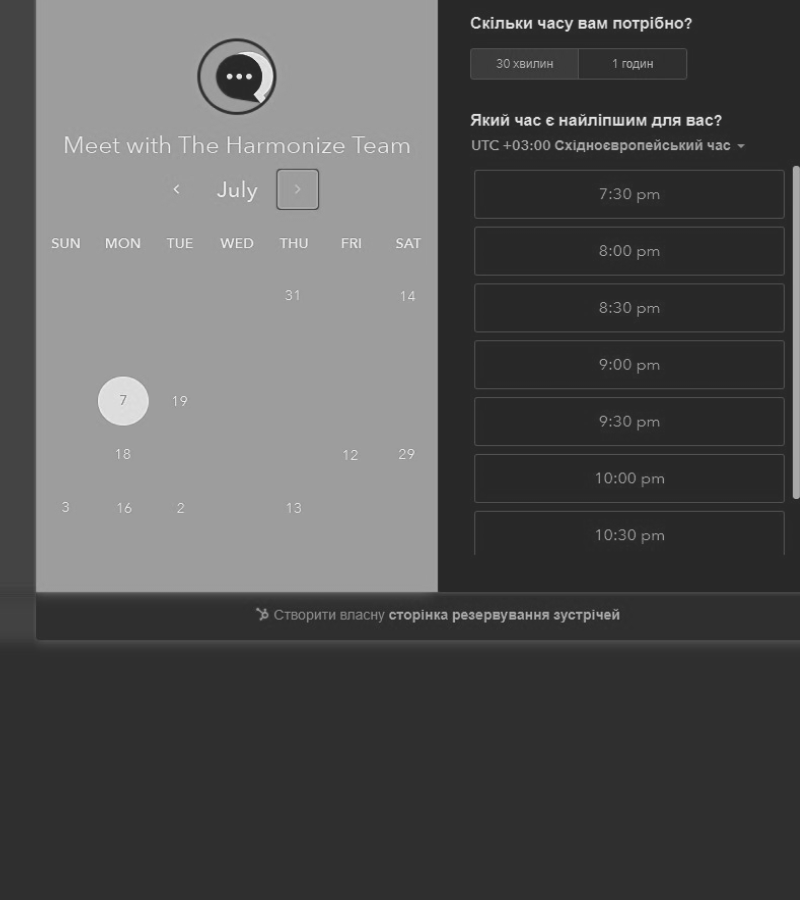 Meet with The Harmonize Team
July
SUN MON TUE WED THU FRI SAT
31 14
7 19
18 12 29
3 16 2 13
Скільки часу вам потрібно?
30 хвилин 1 годин
Який час є найліпшим для вас?
UTC +03:00 Східноєвропейський час
7:30 pm
8:00 pm
8:30 pm
9:00 pm
9:30 pm
10:00 pm
10:30 pm
Створити власну сторінка резервування зустрічей